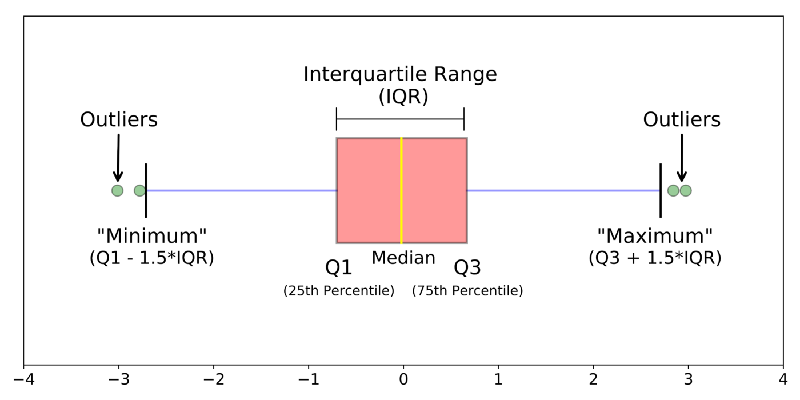 Interquartile Range
(IQR)
Outliers
Outliers
"Minimum"
(Q1 - 1.5*IQR)
"Maximum"
(Q3 + 1.5*IQR)
Median
Q1
Q3
(25th Percentile)
(75th Percentile)
−4
−3
−2
−1
0
1
2
3
4